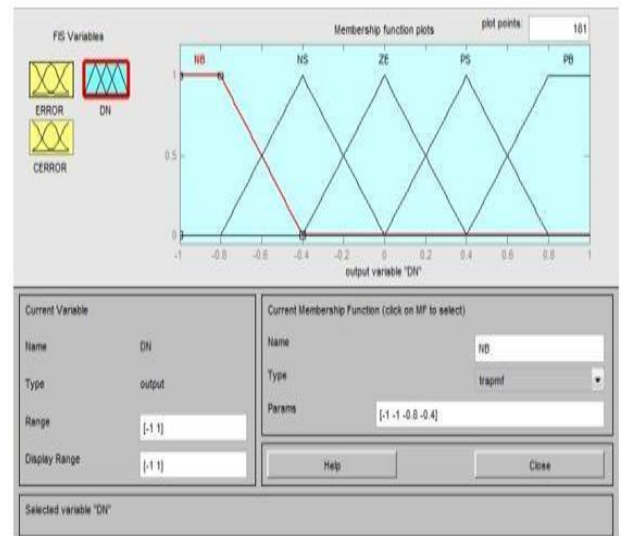 FIS Variables
Membership function plots
plot points:
181
NB NS ZE PS PB
ERROR DN
CERROR
1
0.5
0
-1 -0.8 -0.6 -0.4 -0.2 0 0.2 0.4 0.6 0.8 1
output variable "DN"
Current Variable
Name DN
Type output
Range [-1 1]
Display Range [-1 1]
Current Membership Function (click on MF to select)
Name NB
Type trapmf
Params [-1 -1 -0.8 -0.4]
Help Close
Selected variable "DN"